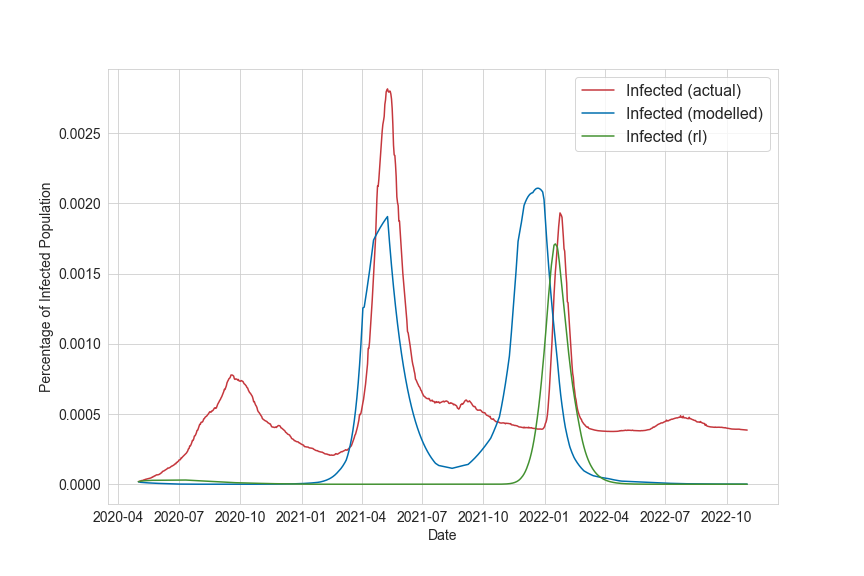 Infected (actual)
Infected (modelled)
Infected (rl)
Percentage of Infected Population
0.0025
0.0020
0.0015
0.0010
0.0005
0.0000
2020-04 2020-07 2020-10 2021-01 2021-04 2021-07 2021-10 2022-01 2022-04 2022-07 2022-10
Date